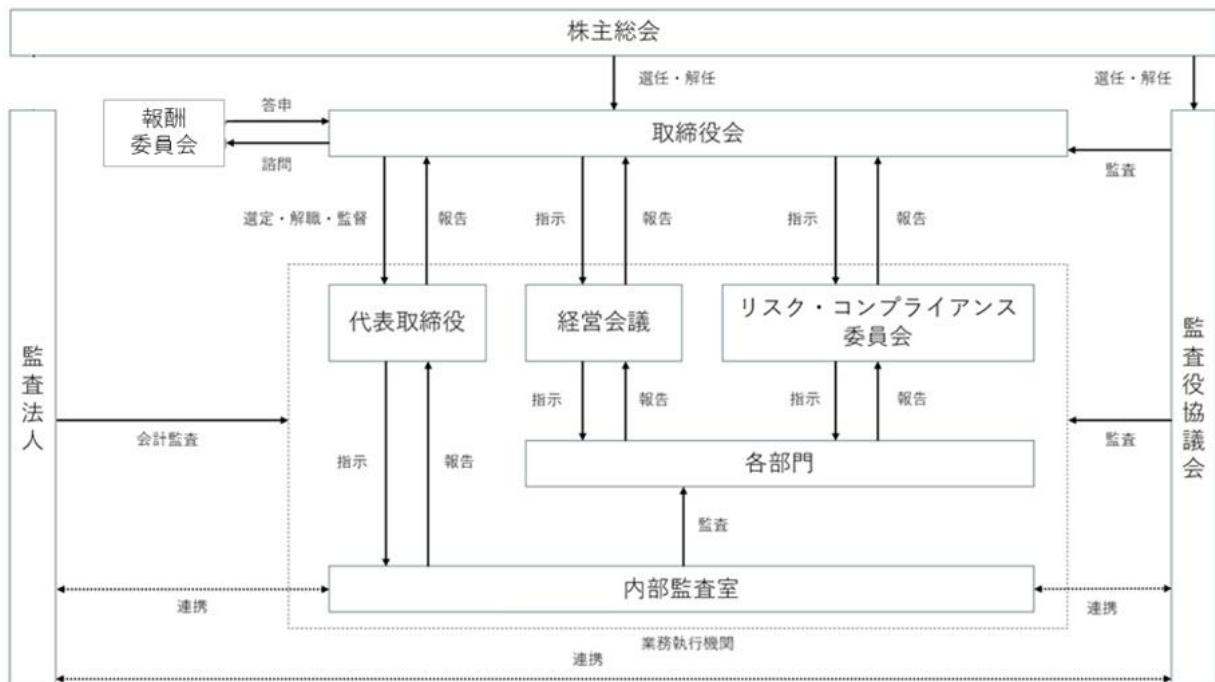 株主総会
選任・解任
選任・解任
報酬
委員会
答申
諮問
取締役会
監査
選定・解職・監督
報告
指示
報告
指示
報告
代表取締役
経営会議
リスク・コンプライアンス
委員会
監査法人
監査役協議会
会計監査
指示
報告
指示
報告
指示
報告
監査
各部門
監査
内部監査室
連携
連携
業務執行機関
連携